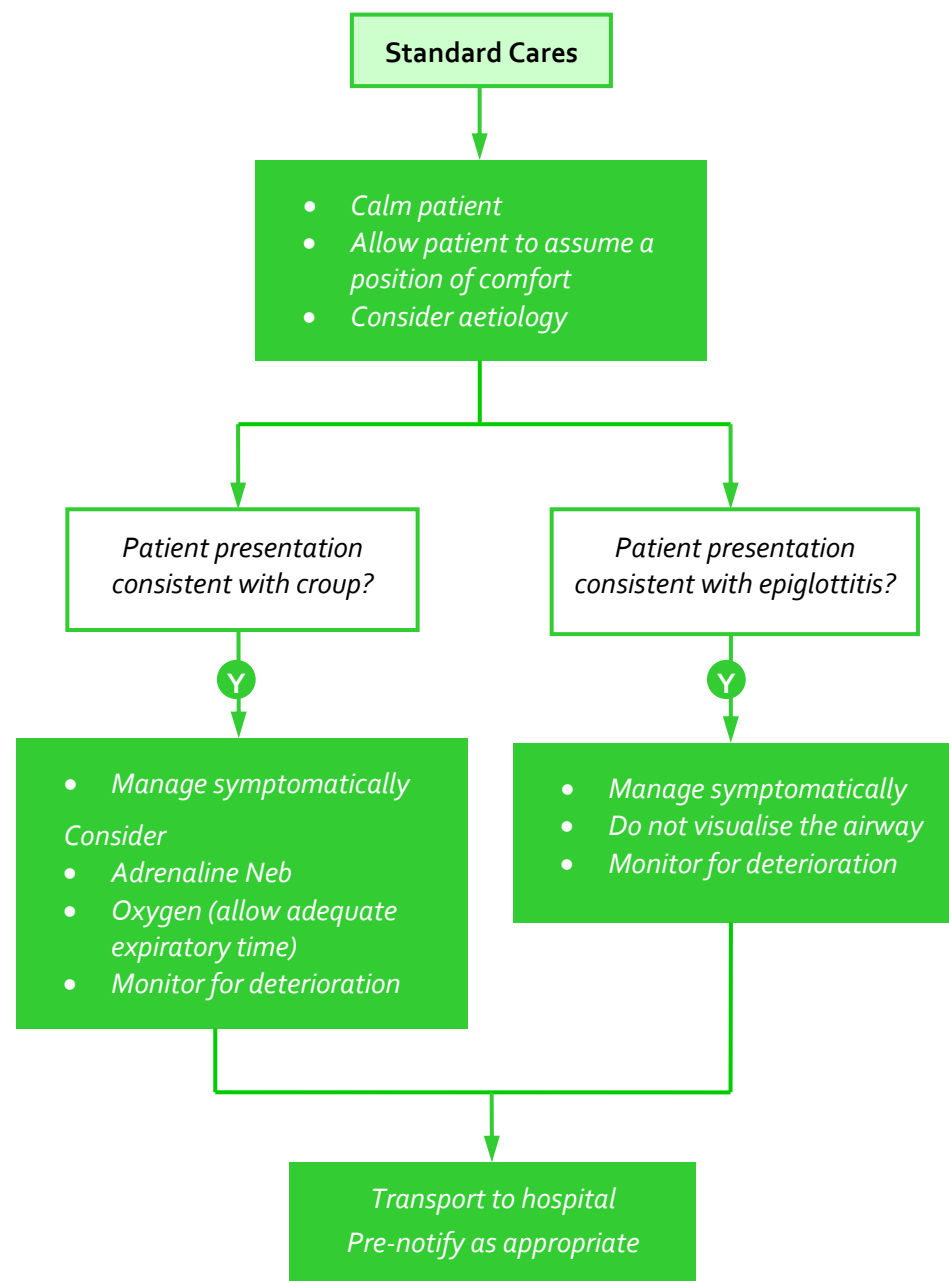 Standard Cares
• Calm patient
• Allow patient to assume a
position of comfort
• Consider aetiology
Patient presentation
consistent with croup?
Patient presentation
consistent with epiglottitis?
Y
Y
• Manage symptomatically
Consider
• Adrenaline Neb
• Oxygen (allow adequate
expiratory time)
• Monitor for deterioration
• Manage symptomatically
• Do not visualise the airway
• Monitor for deterioration
Transport to hospital
Pre-notify as appropriate